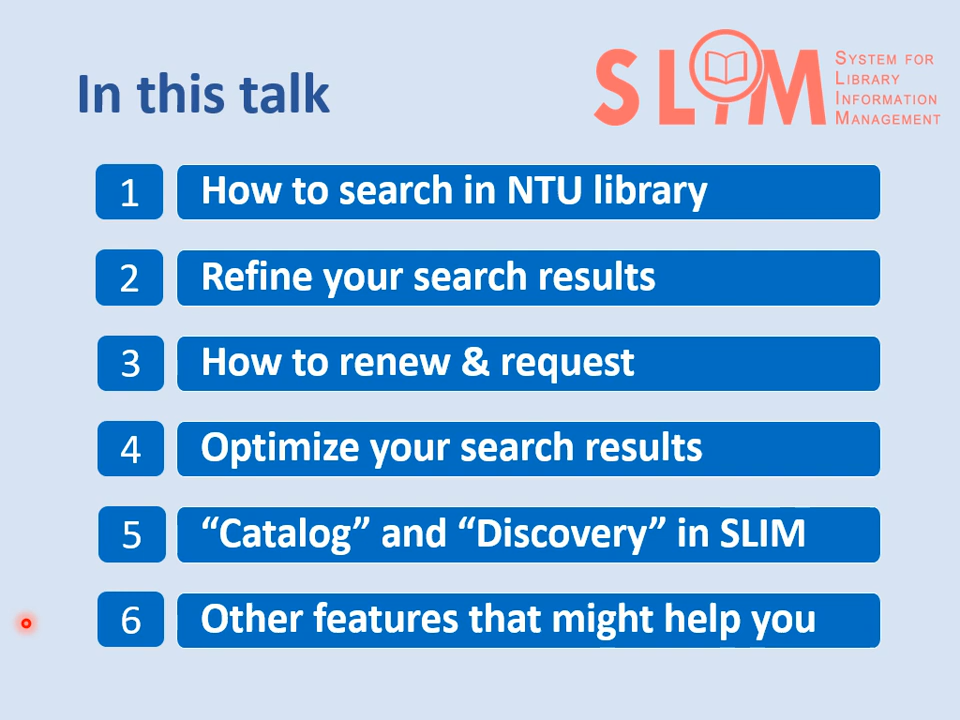 In this talk
SLiM
SYSTEM FOR
LIBRARY
INFORMATION
MANAGEMENT
1 How to search in NTU library
2 Refine your search results
3 How to renew & request
4 Optimize your search results
5 “Catalog” and “Discovery” in SLIM
6 Other features that might help you